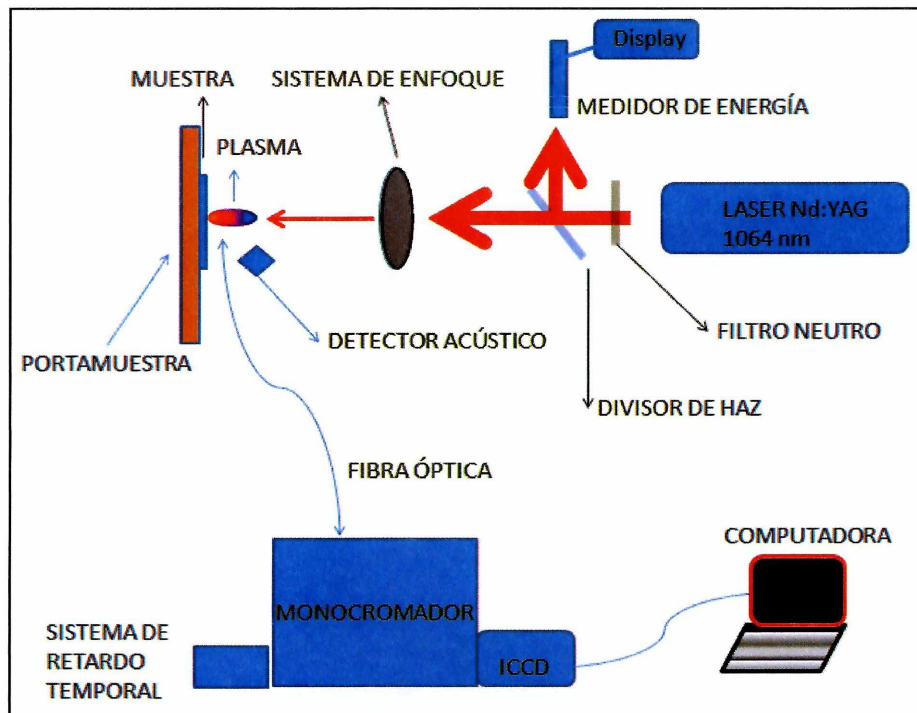 Display
MUESTRA
SISTEMA DE ENFOQUE
MEDIDOR DE ENERGÍA
PLASMA
LASER Nd:YAG
1064 nm
DETECTOR ACÚSTICO
FILTRO NEUTRO
PORTAMUESTRA
DIVISOR DE HAZ
FIBRA ÓPTICA
COMPUTADORA
MONOCROMADOR
SISTEMA DE
RETARDO
TEMPORAL
ICCD